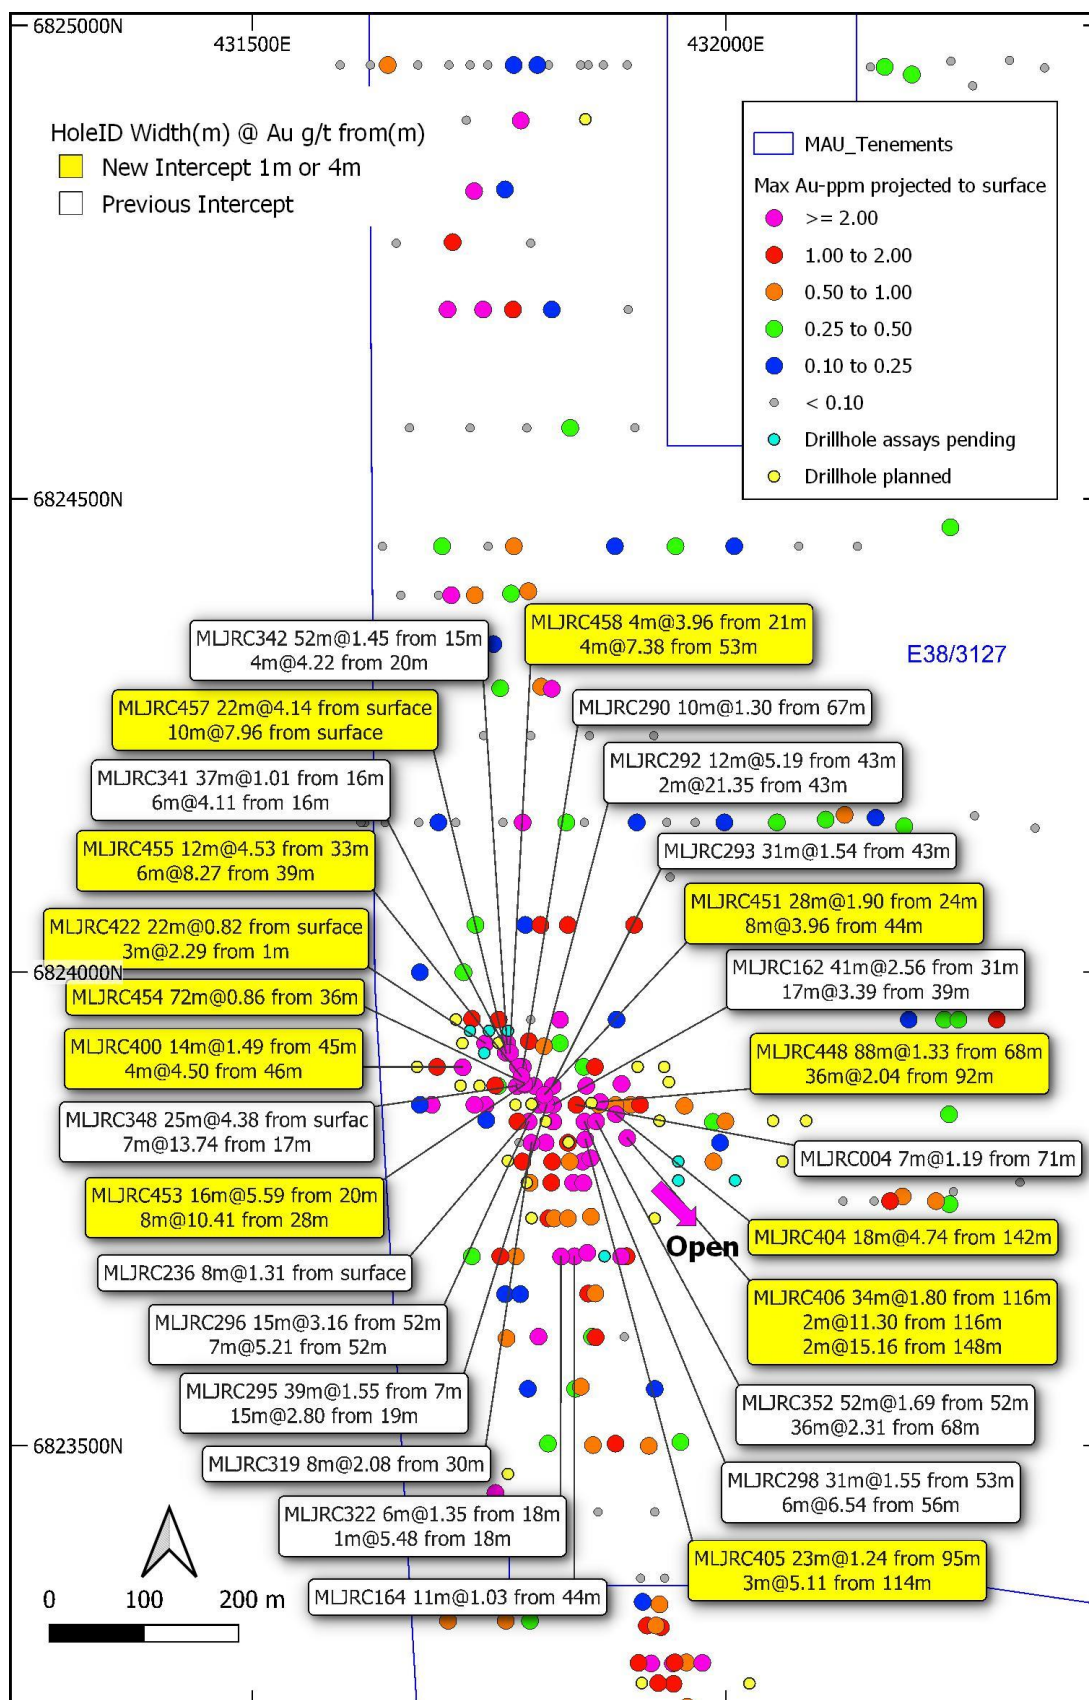 6825000N
431500E
432000E
HoleID Width(m) @ Au g/t from(m)
New Intercept 1m or 4m
Previous Intercept
MAU_Tenements
Max Au-ppm projected to surface
>= 2.00
1.00 to 2.00
0.50 to 1.00
0.25 to 0.50
0.10 to 0.25
< 0.10
Drillhole assays pending
Drillhole planned
6824500N
E38/3127
MLJRC342 52m@1.45 from 15m
4m@4.22 from 20m
MLJRC458 4m@3.96 from 21m
4m@7.38 from 53m
MLJRC457 22m@4.14 from surface
10m@7.96 from surface
MLJRC290 10m@1.30 from 67m
MLJRC292 12m@5.19 from 43m
2m@21.35 from 43m
MLJRC341 37m@1.01 from 16m
6m@4.11 from 16m
MLJRC293 31m@1.54 from 43m
MLJRC455 12m@4.53 from 33m
6m@8.27 from 39m
MLJRC451 28m@1.90 from 24m
8m@3.96 from 44m
MLJRC422 22m@0.82 from surface
3m@2.29 from 1m
6824000N
MLJRC162 41m@2.56 from 31m
17m@3.39 from 39m
MLJRC454 72m@0.86 from 36m
MLJRC400 14m@1.49 from 45m
4m@4.50 from 46m
MLJRC448 88m@1.33 from 68m
36m@2.04 from 92m
MLJRC348 25m@4.38 from surfac
7m@13.74 from 17m
MLJRC004 7m@1.19 from 71m
MLJRC453 16m@5.59 from 20m
8m@10.41 from 28m
Open
MLJRC404 18m@4.74 from 142m
MLJRC236 8m@1.31 from surface
MLJRC406 34m@1.80 from 116m
2m@11.30 from 116m
2m@15.16 from 148m
MLJRC296 15m@3.16 from 52m
7m@5.21 from 52m
MLJRC295 39m@1.55 from 7m
15m@2.80 from 19m
MLJRC352 52m@1.69 from 52m
36m@2.31 from 68m
6823500N
MLJRC319 8m@2.08 from 30m
MLJRC298 31m@1.55 from 53m
6m@6.54 from 56m
MLJRC322 6m@1.35 from 18m
1m@5.48 from 18m
MLJRC405 23m@1.24 from 95m
3m@5.11 from 114m
MLJRC164 11m@1.03 from 44m
0 100 200 m